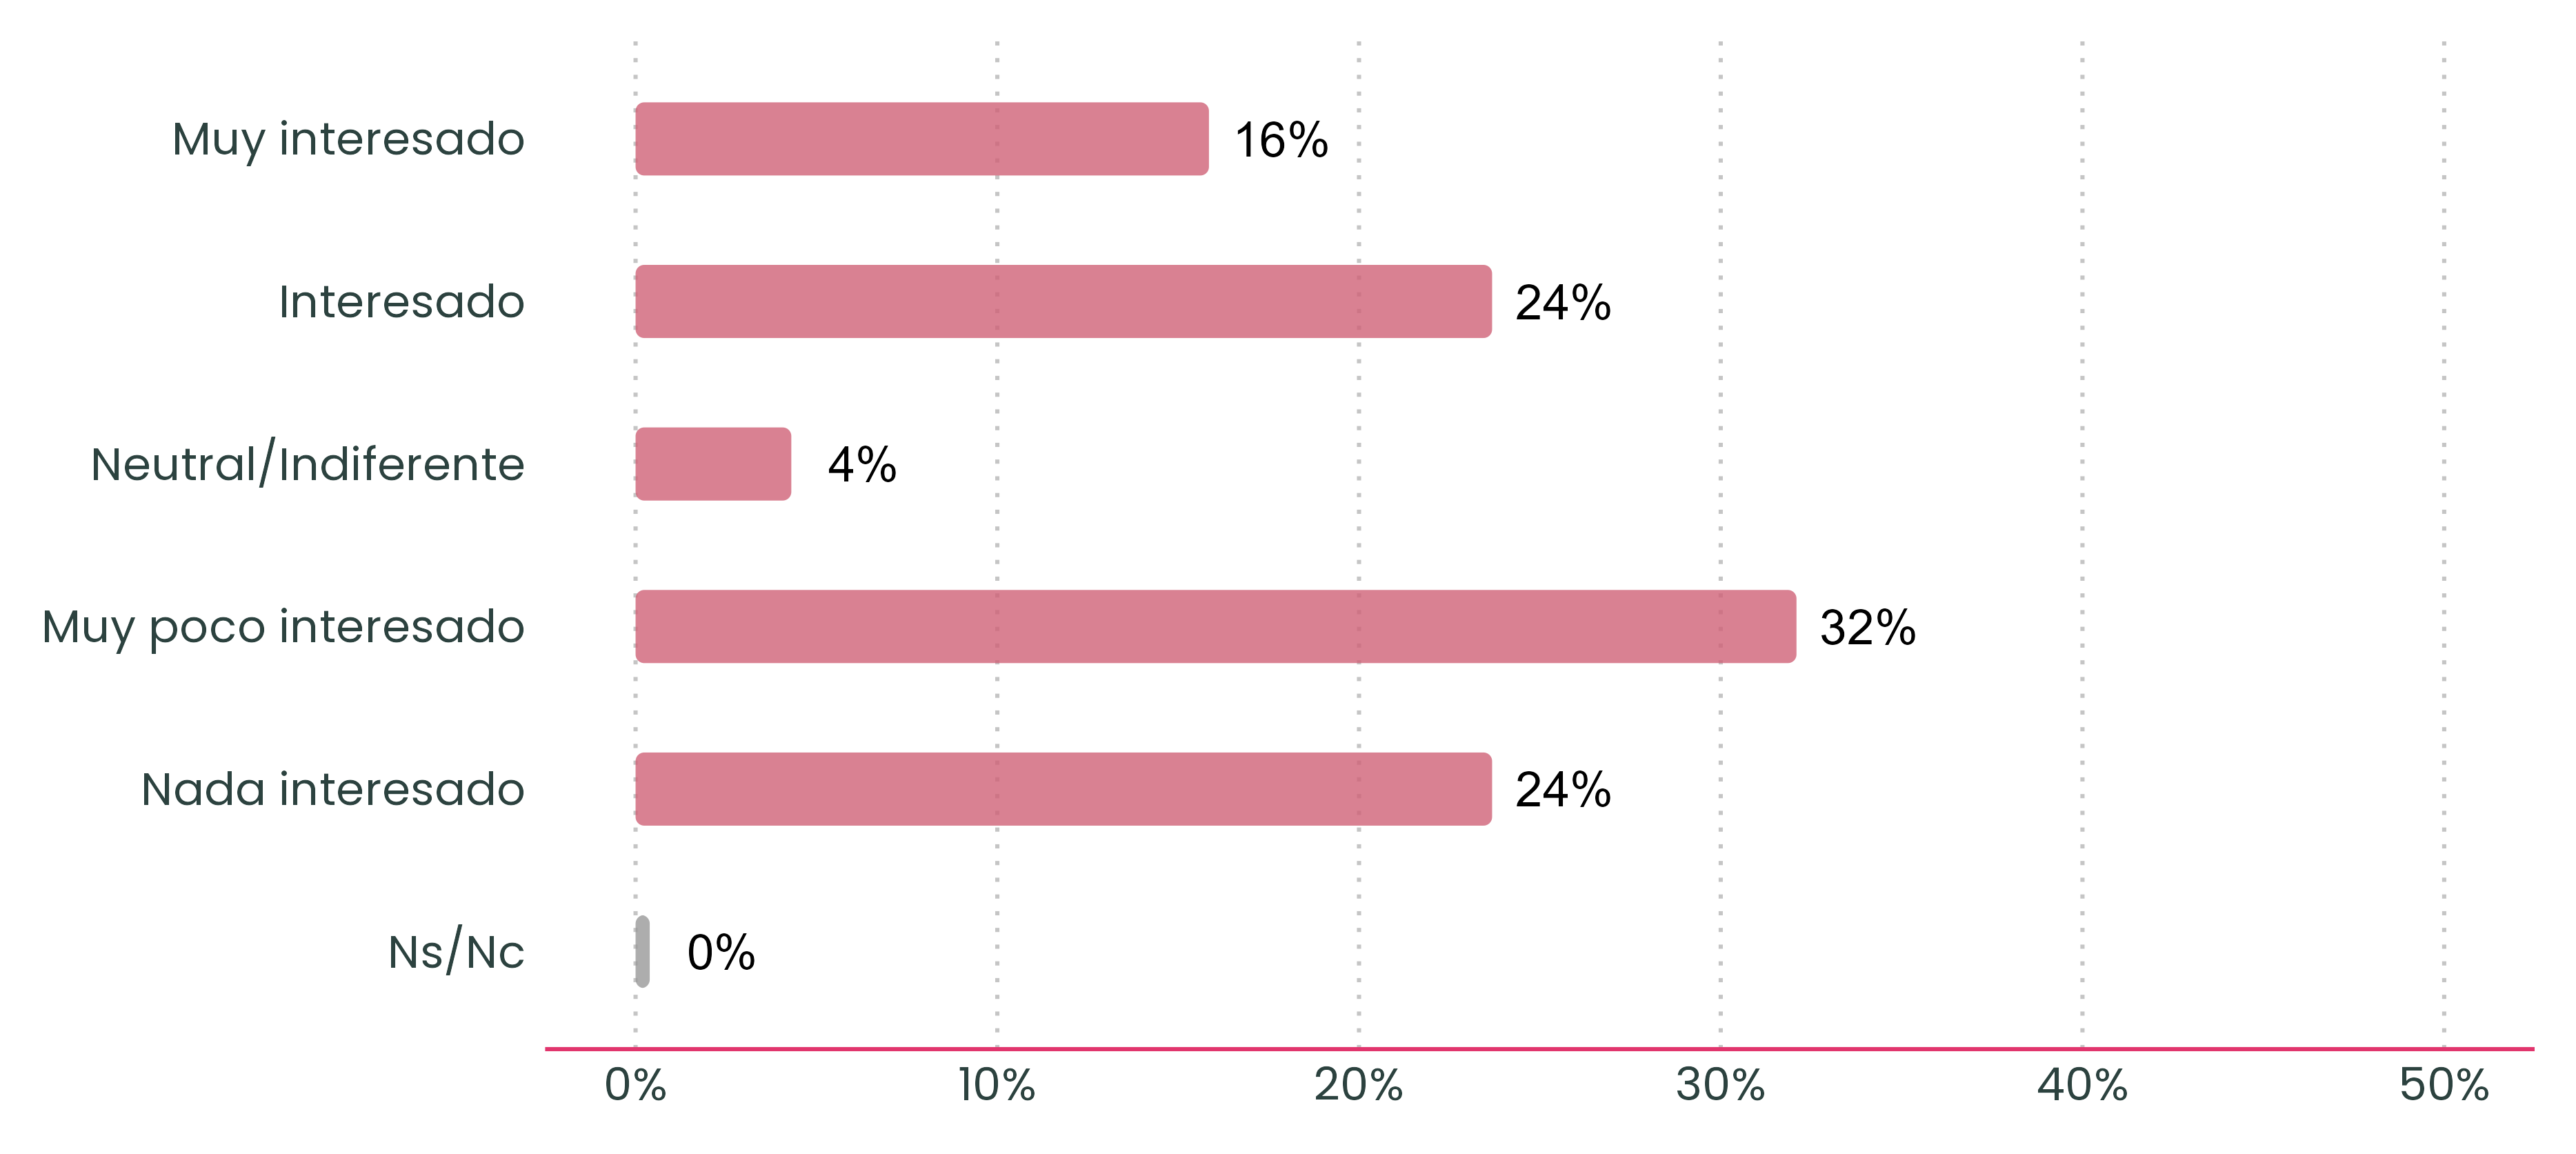 Muy interesado 16%
Interesado 24%
Neutral/Indiferente 4%
Muy poco interesado 32%
Nada interesado 24%
Ns/Nc 0%
0% 10% 20% 30% 40% 50%